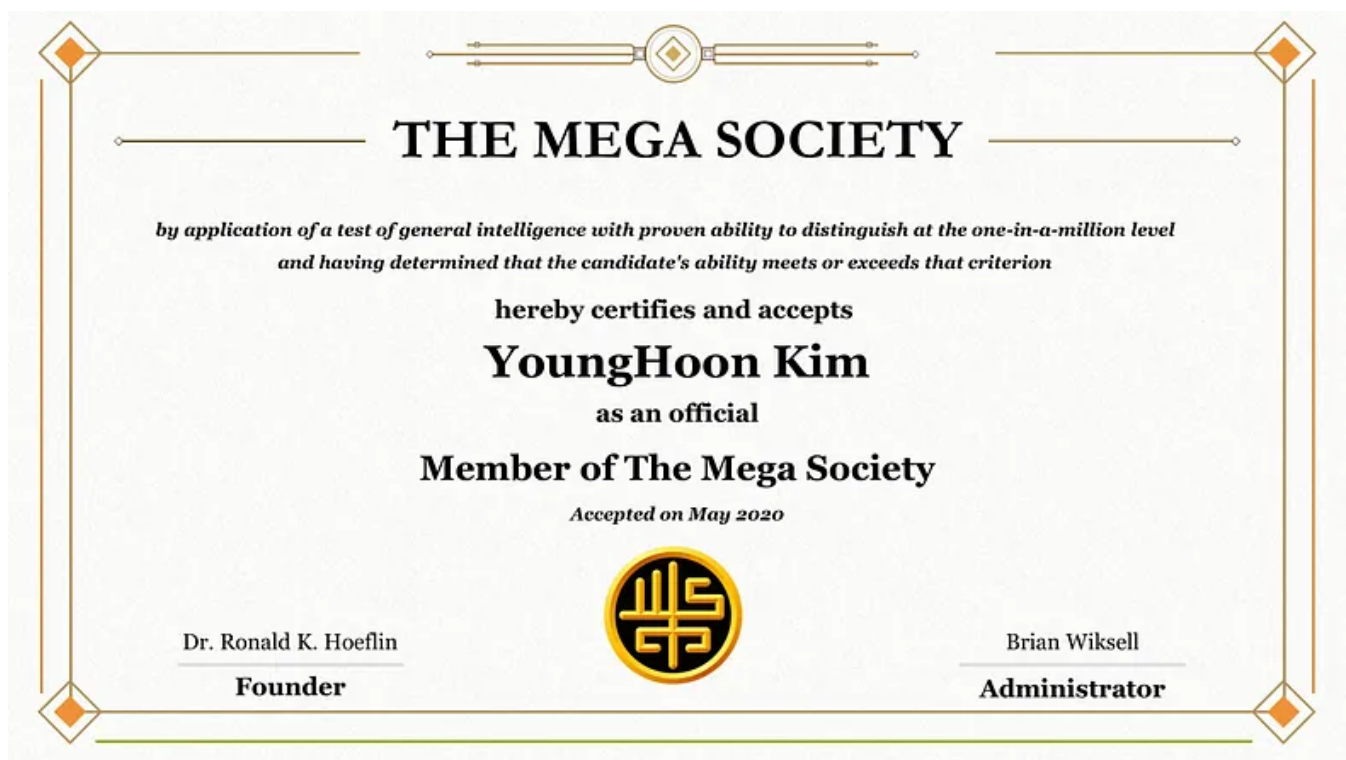 THE MEGA SOCIETY
by application of a test of general intelligence with proven ability to distinguish at the one-in-a-million level
and having determined that the candidate's ability meets or exceeds that criterion
hereby certifies and accepts
YoungHoon Kim
as an official
Member of The Mega Society
Accepted on May 2020
Dr. Ronald K. Hoeflin
Founder
Brian Wiksell
Administrator